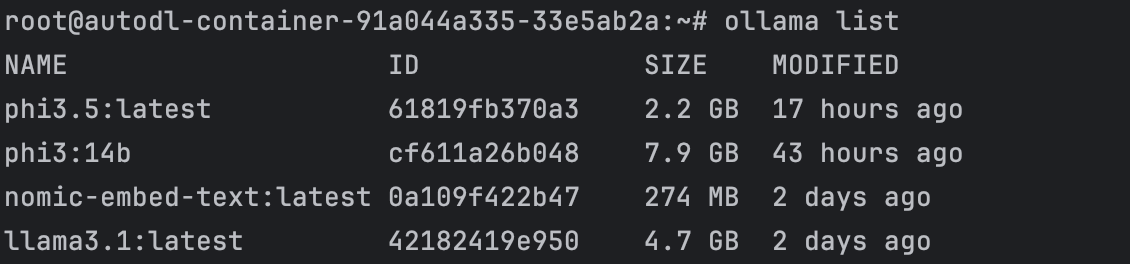 root@autodl-container-91a044a335-33e5ab2a:~# ollama list
NAME ID SIZE MODIFIED
phi3.5:latest 61819fb370a3 2.2 GB 17 hours ago
phi3:14b cf611a26b048 7.9 GB 43 hours ago
nomic-embed-text:latest 0a109f422b47 274 MB 2 days ago
llama3.1:latest 42182419e950 4.7 GB 2 days ago